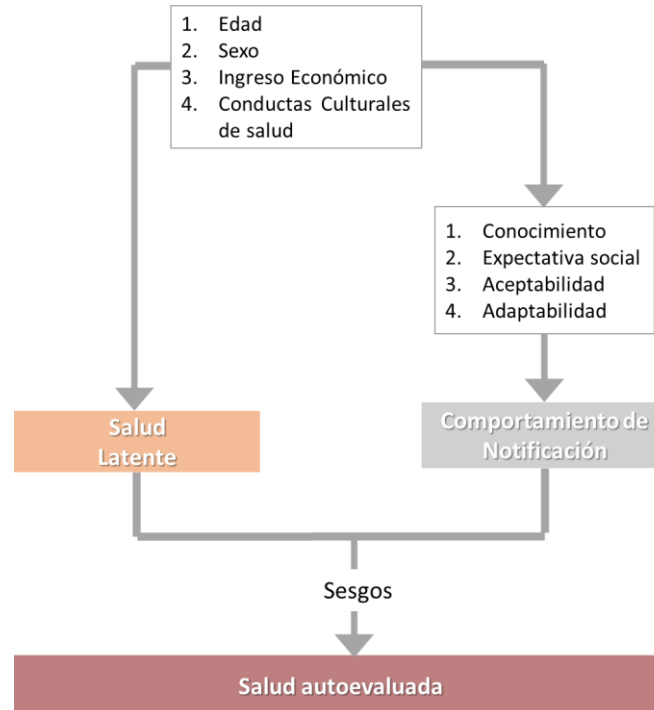 1. Edad
2. Sexo
3. Ingreso Económico
4. Conductas Culturales
de salud
1. Conocimiento
2. Expectativa social
3. Aceptabilidad
4. Adaptabilidad
Salud
Latente
Comportamiento de
Notificación
Sesgos
Salud autoevaluada